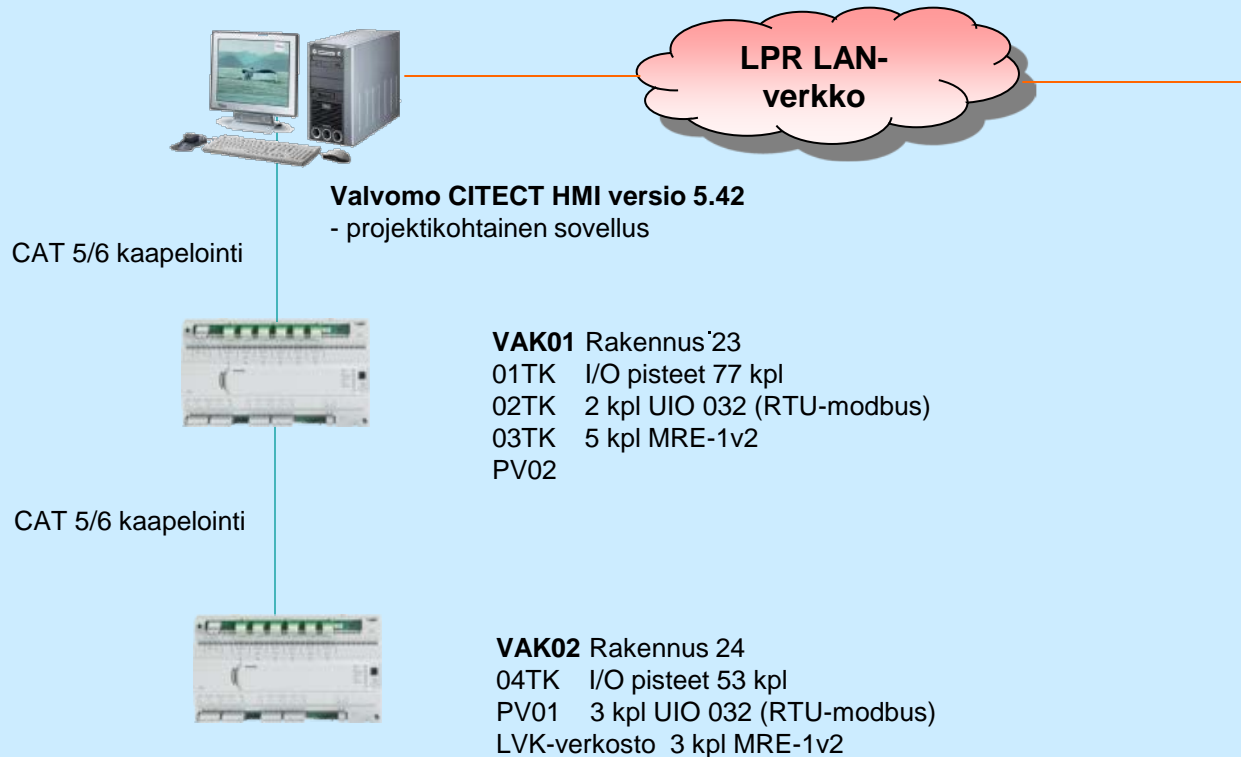 LPR LAN-
verkko
Valvomo CITECT HMI versio 5.42
- projektikohtainen sovellus
CAT 5/6 kaapelointi
VAK01 Rakennus 23
01TK I/O pisteet 77 kpl
02TK 2 kpl UIO 032 (RTU-modbus)
03TK 5 kpl MRE-1v2
PV02
CAT 5/6 kaapelointi
VAK02 Rakennus 24
04TK I/O pisteet 53 kpl
PV01 3 kpl UIO 032 (RTU-modbus)
LVK-verkosto 3 kpl MRE-1v2